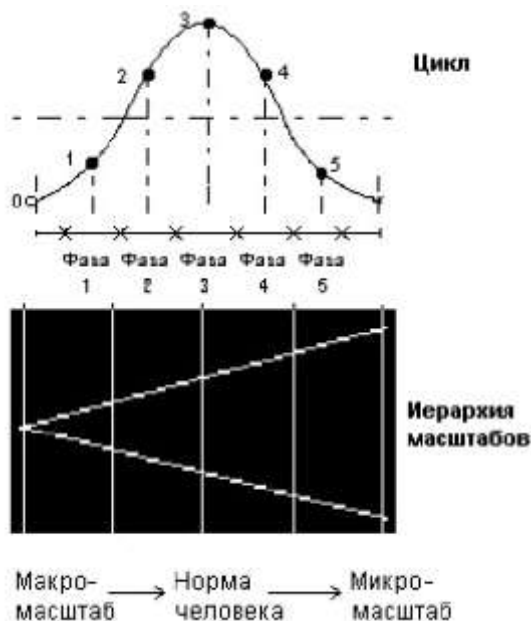 3
Цикл
2
4
1
5
0
Фаза Фаза Фаза Фаза Фаза
1 2 3 4 5
Иерархия
масштабов
Макро-
масштаб
Норма
человека
Микро-
масштаб